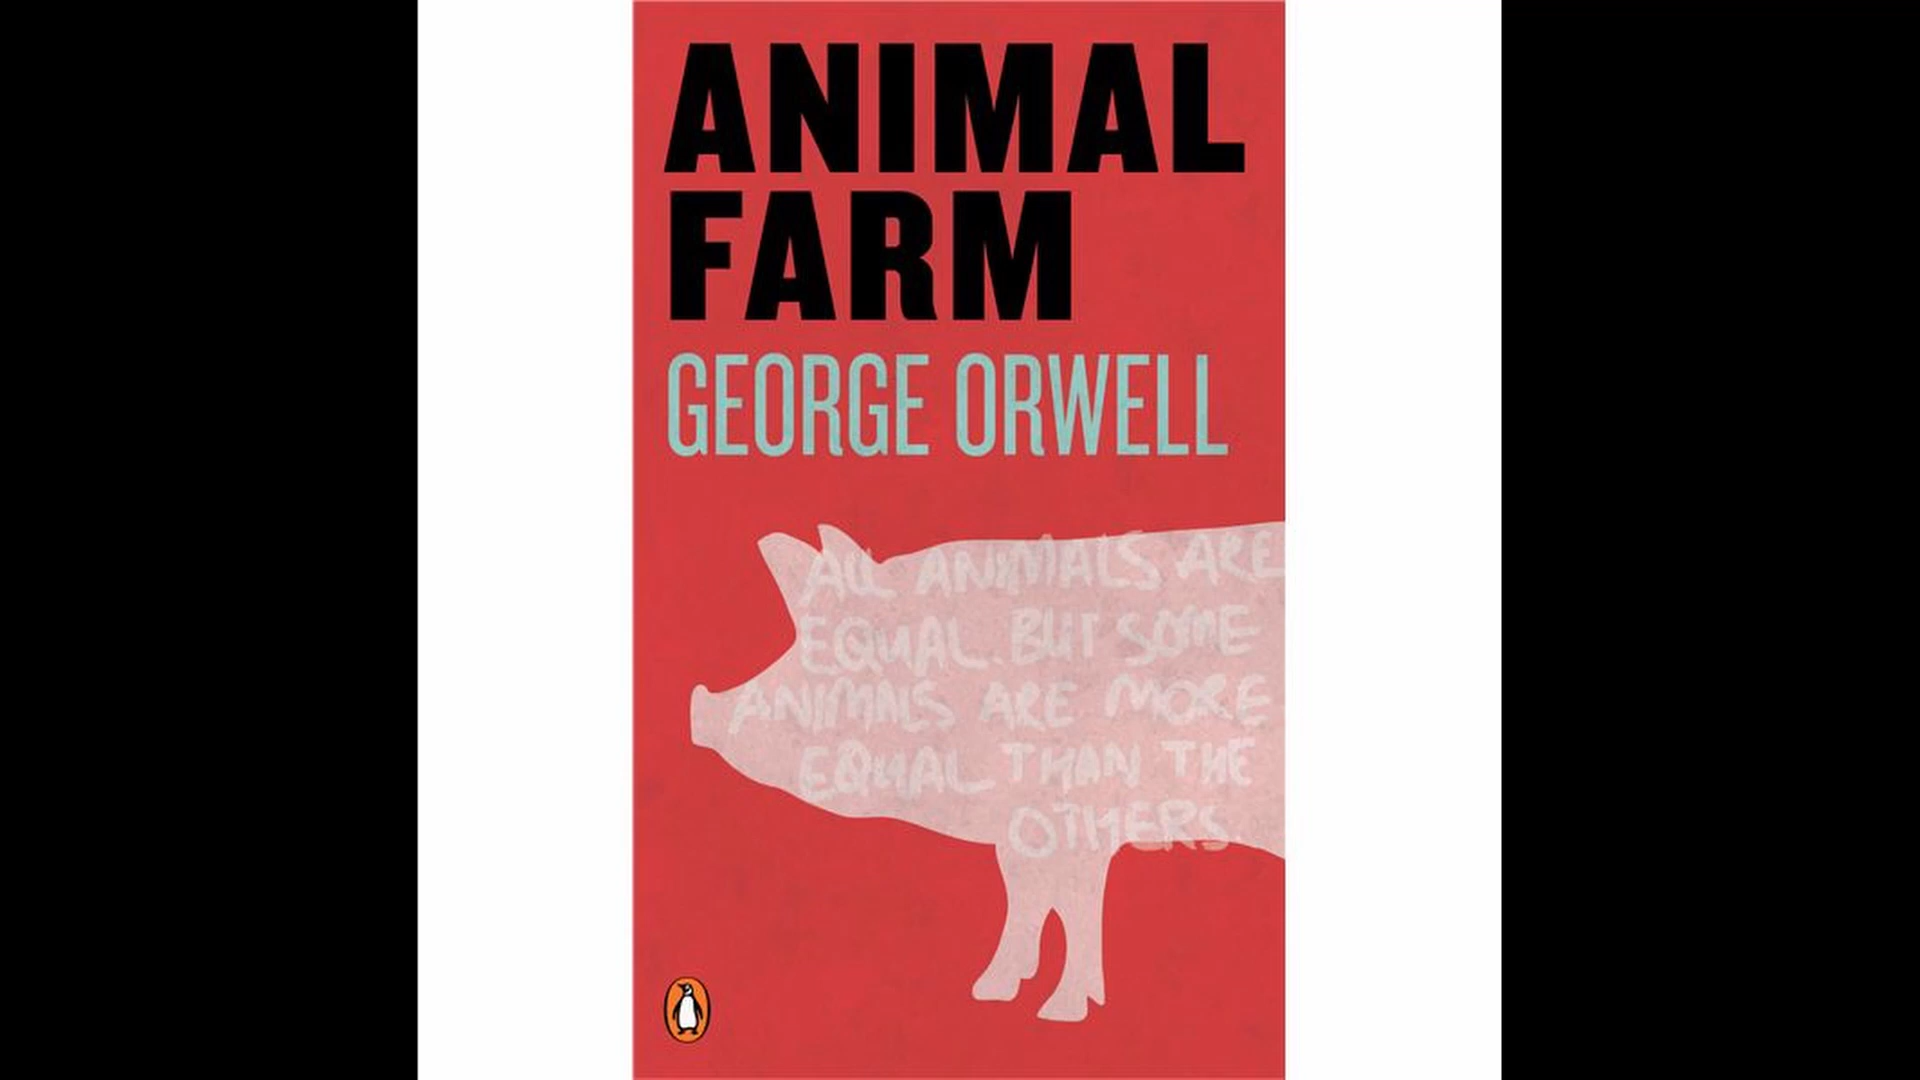 ANIMAL
FARM
GEORGE ORWELL
ALL ANIMALS ARE
EQUAL. BUT SOME
ANIMALS ARE MORE
EQUAL THAN THE
OTHERS.